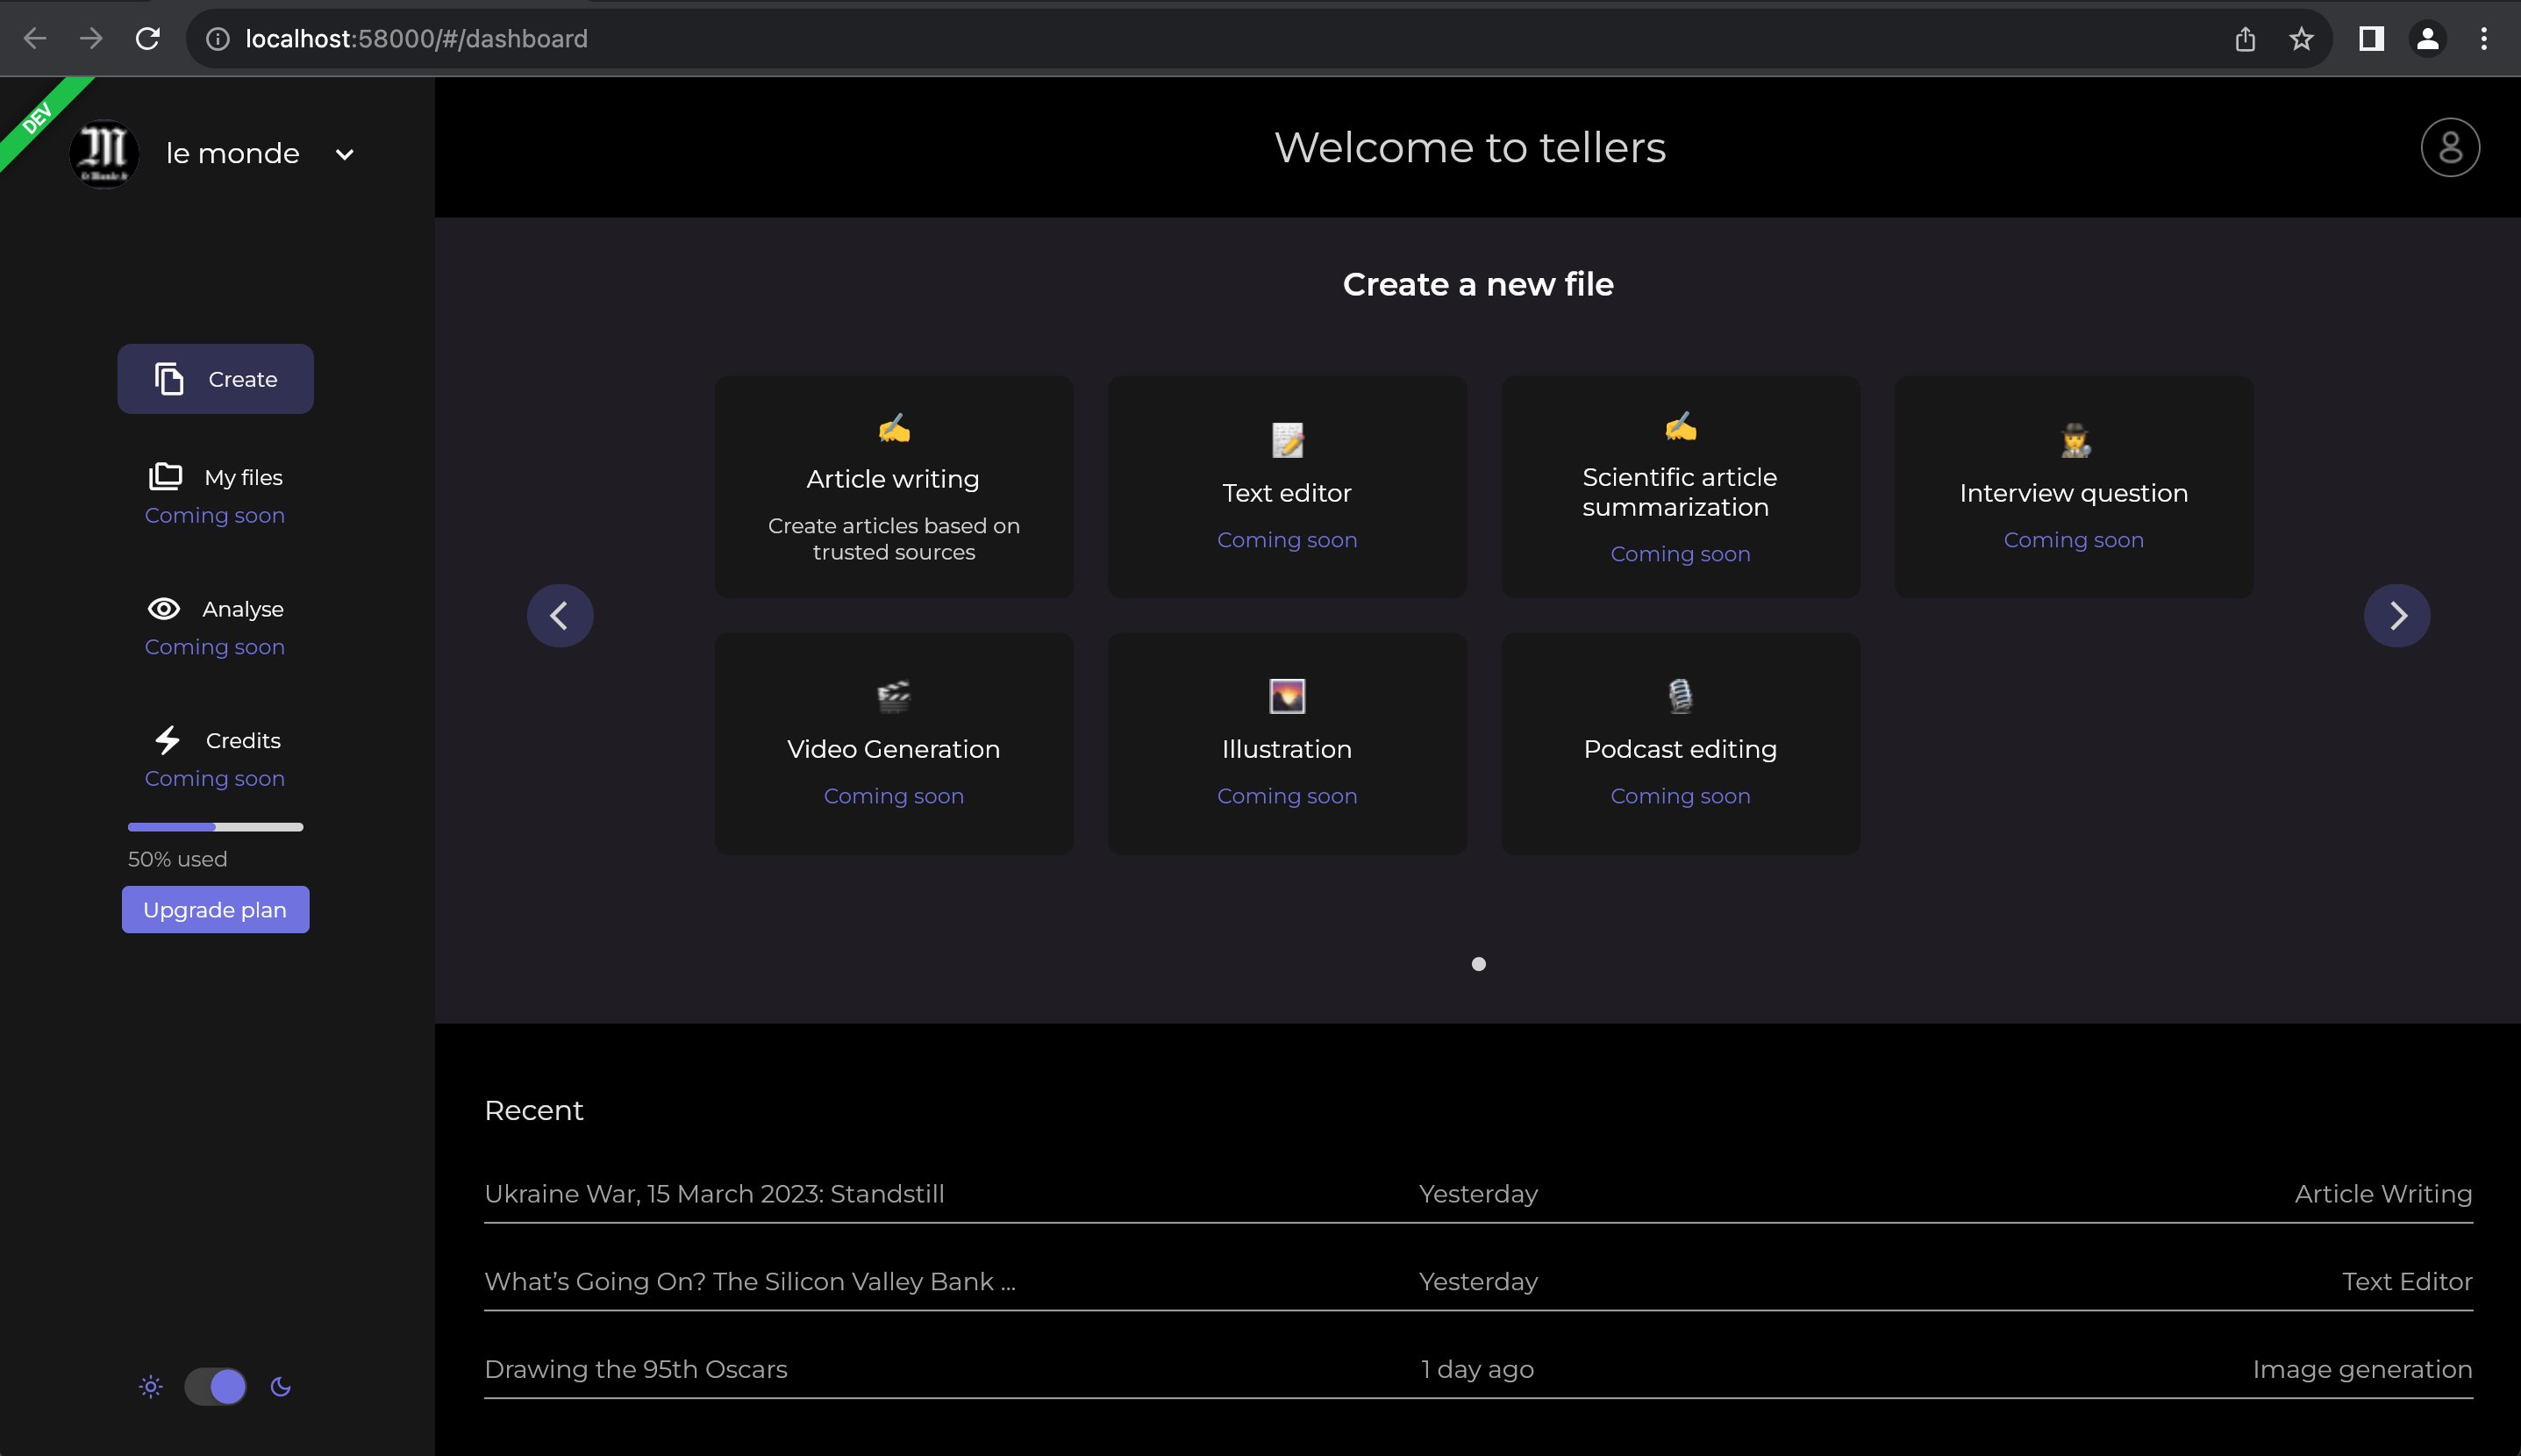 localhost:58000/#/dashboard
DEV
le monde
Welcome to tellers
Create a new file
Create
My files
Coming soon
Analyse
Coming soon
Credits
Coming soon
50% used
Upgrade plan
Article writing
Create articles based on
trusted sources
Text editor
Coming soon
Scientific article
summarization
Coming soon
Interview question
Coming soon
Video Generation
Coming soon
Illustration
Coming soon
Podcast editing
Coming soon
Recent
Ukraine War, 15 March 2023: Standstill Yesterday Article Writing
What’s Going On? The Silicon Valley Bank ... Yesterday Text Editor
Drawing the 95th Oscars 1 day ago Image generation